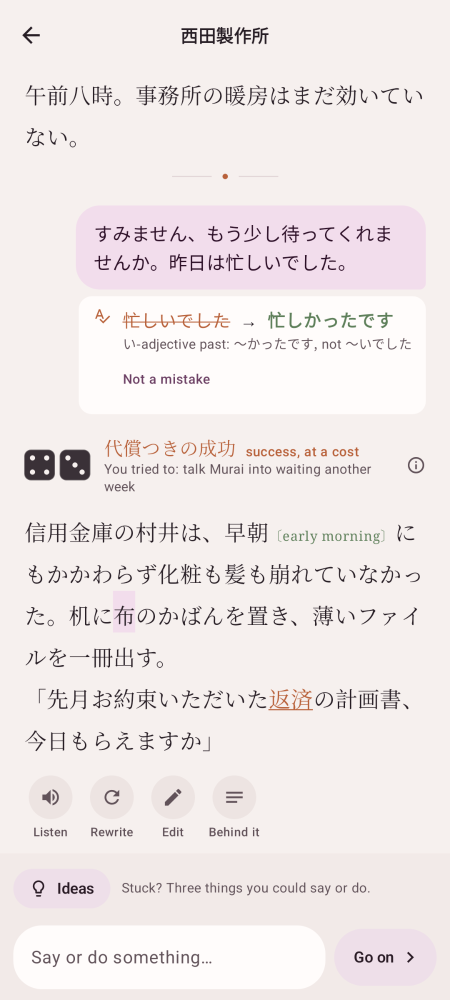 西田製作所
午前八時。事務所の暖房はまだ効いてい
ない。
すみません、もう少し待ってくれま
せんか。昨日は忙しいでした。
忙しいでした → 忙しかったです
い-adjective past: 〜かったです, not 〜いでした
Not a mistake
代償つきの成功 success, at a cost
You tried to: talk Murai into waiting another
week
信用金庫の村井は、早朝〔early morning〕に
もかかわらず化粧も髪も崩れていなかっ
た。机に布のかばんを置き、薄いファイ
ルを一冊出す。
「先月お約束いただいた返済の計画書、
今日もらえますか」
Listen Rewrite Edit Behind it
Ideas Stuck? Three things you could say or do.
Say or do something… Go on